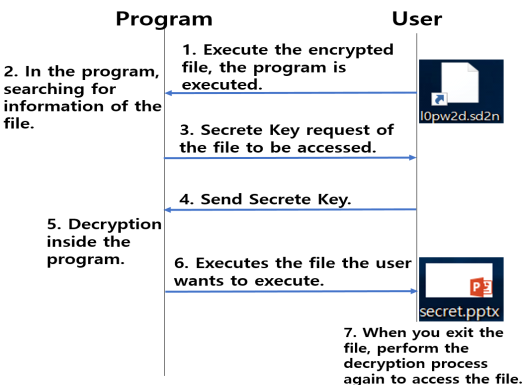 Program
User
1. Execute the encrypted
file, the program is
executed.
2. In the program,
searching for
information of the
file.
l0pw2d.sd2n
3. Secrete Key request of
the file to be accessed.
4. Send Secrete Key.
5. Decryption
inside the
program.
6. Executes the file the user
wants to execute.
P
secret.pptx
7. When you exit the
file, perform the
decryption process
again to access the file.